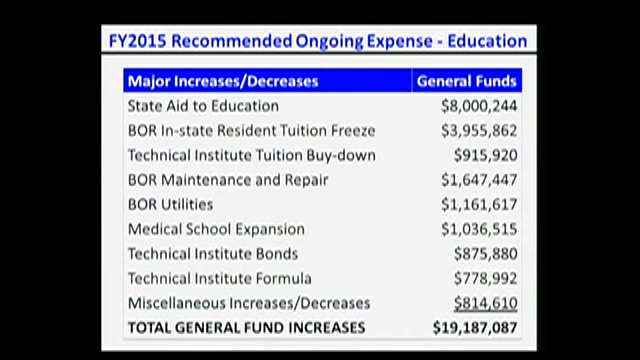 FY2015 Recommended Ongoing Expense - Education
Major Increases/Decreases General Funds
State Aid to Education $8,000,244
BOR In-state Resident Tuition Freeze $3,955,862
Technical Institute Tuition Buy-down $915,920
BOR Maintenance and Repair $1,647,447
BOR Utilities $1,161,617
Medical School Expansion $1,036,515
Technical Institute Bonds $875,880
Technical Institute Formula $778,992
Miscellaneous Increases/Decreases $814,610
TOTAL GENERAL FUND INCREASES $19,187,087